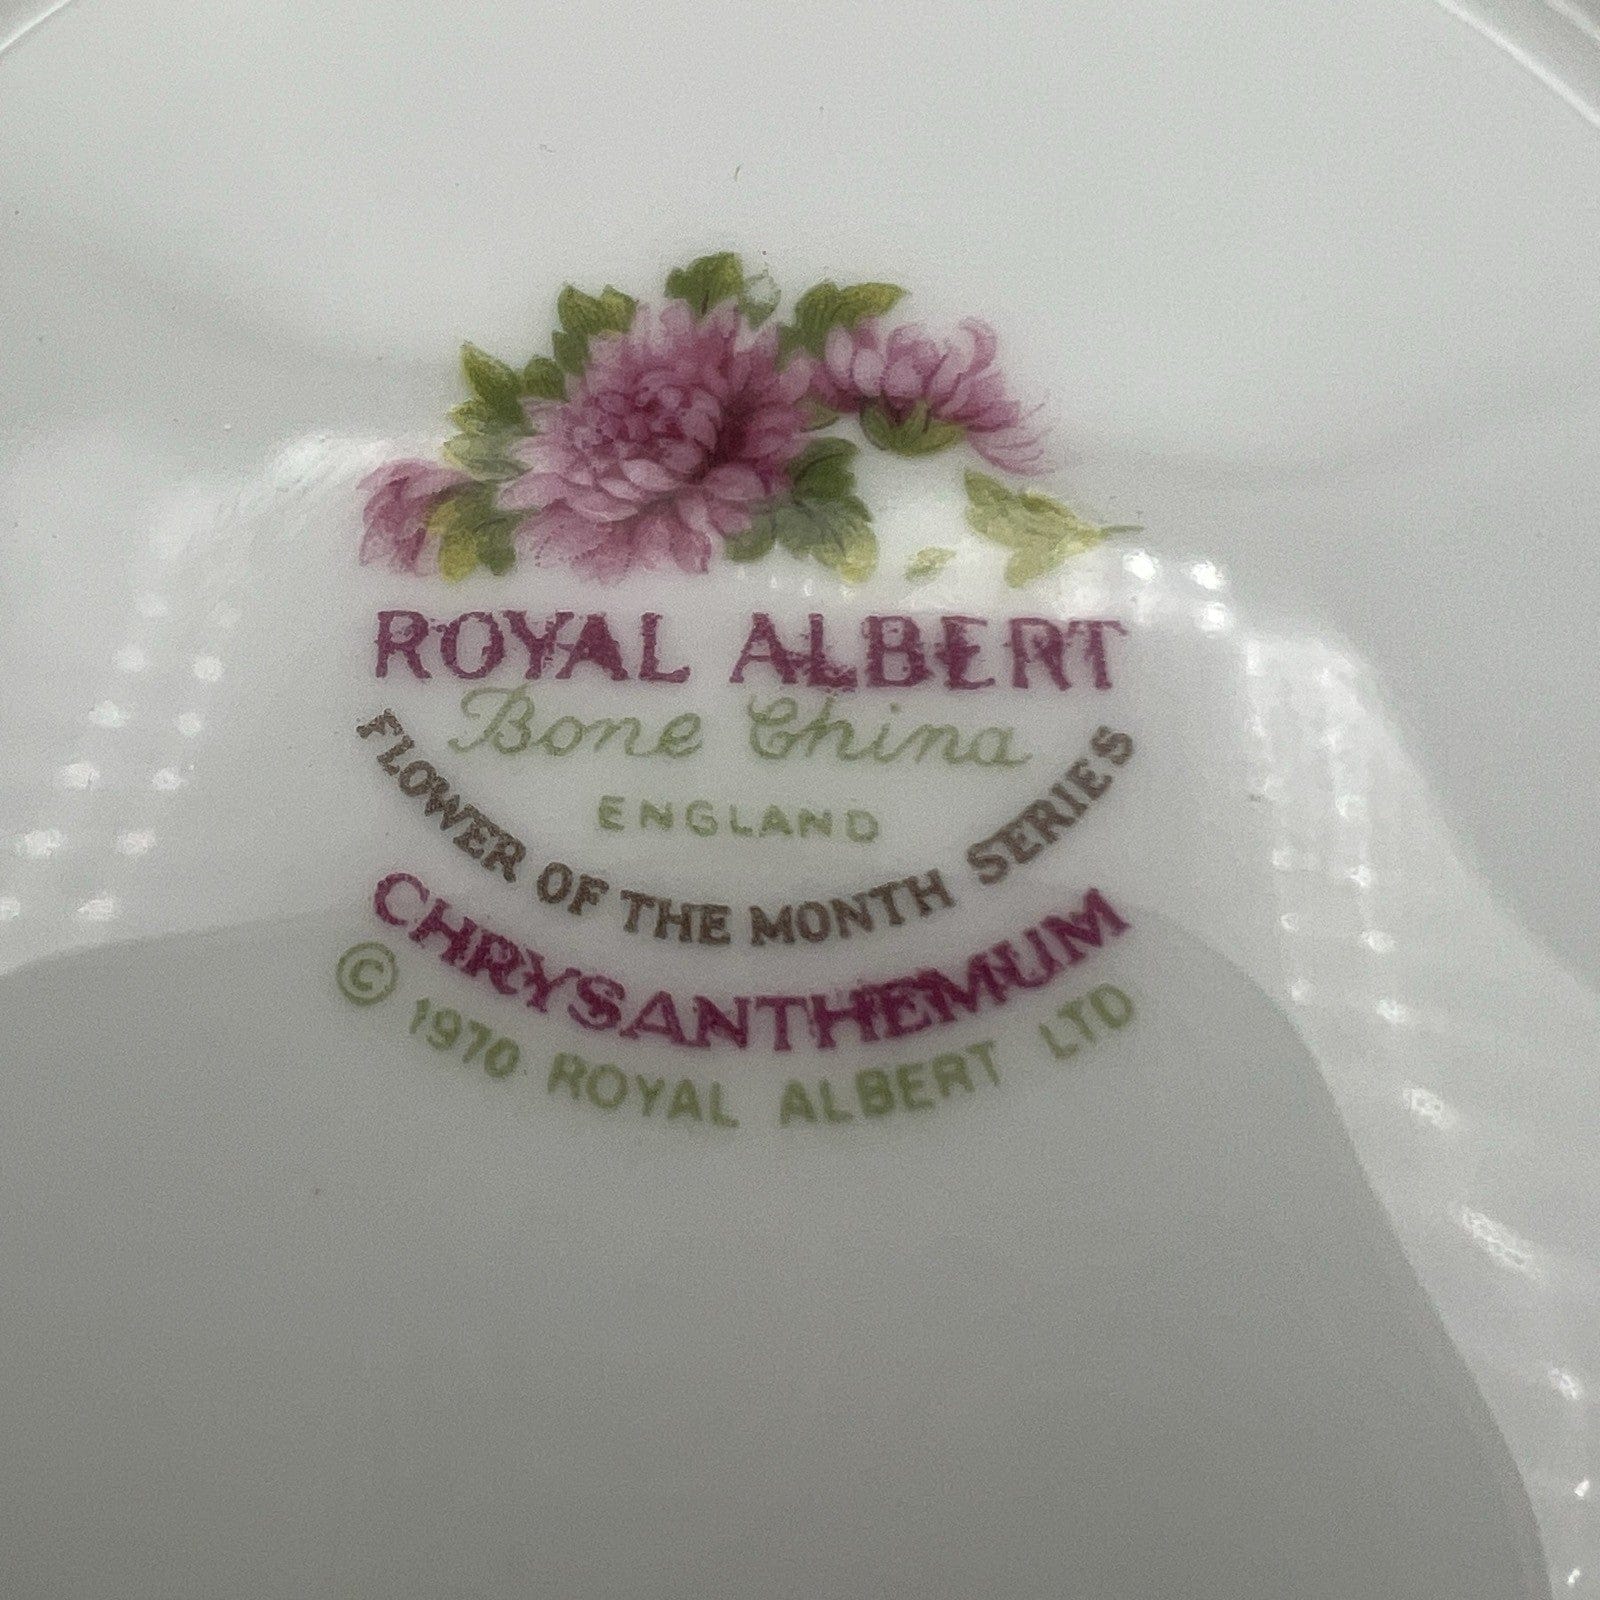 ROYAL ALBERT
Bone China
ENGLAND
FLOWER OF THE MONTH SERIES
CHRYSANTHEMUM
© 1970 ROYAL ALBERT LTD